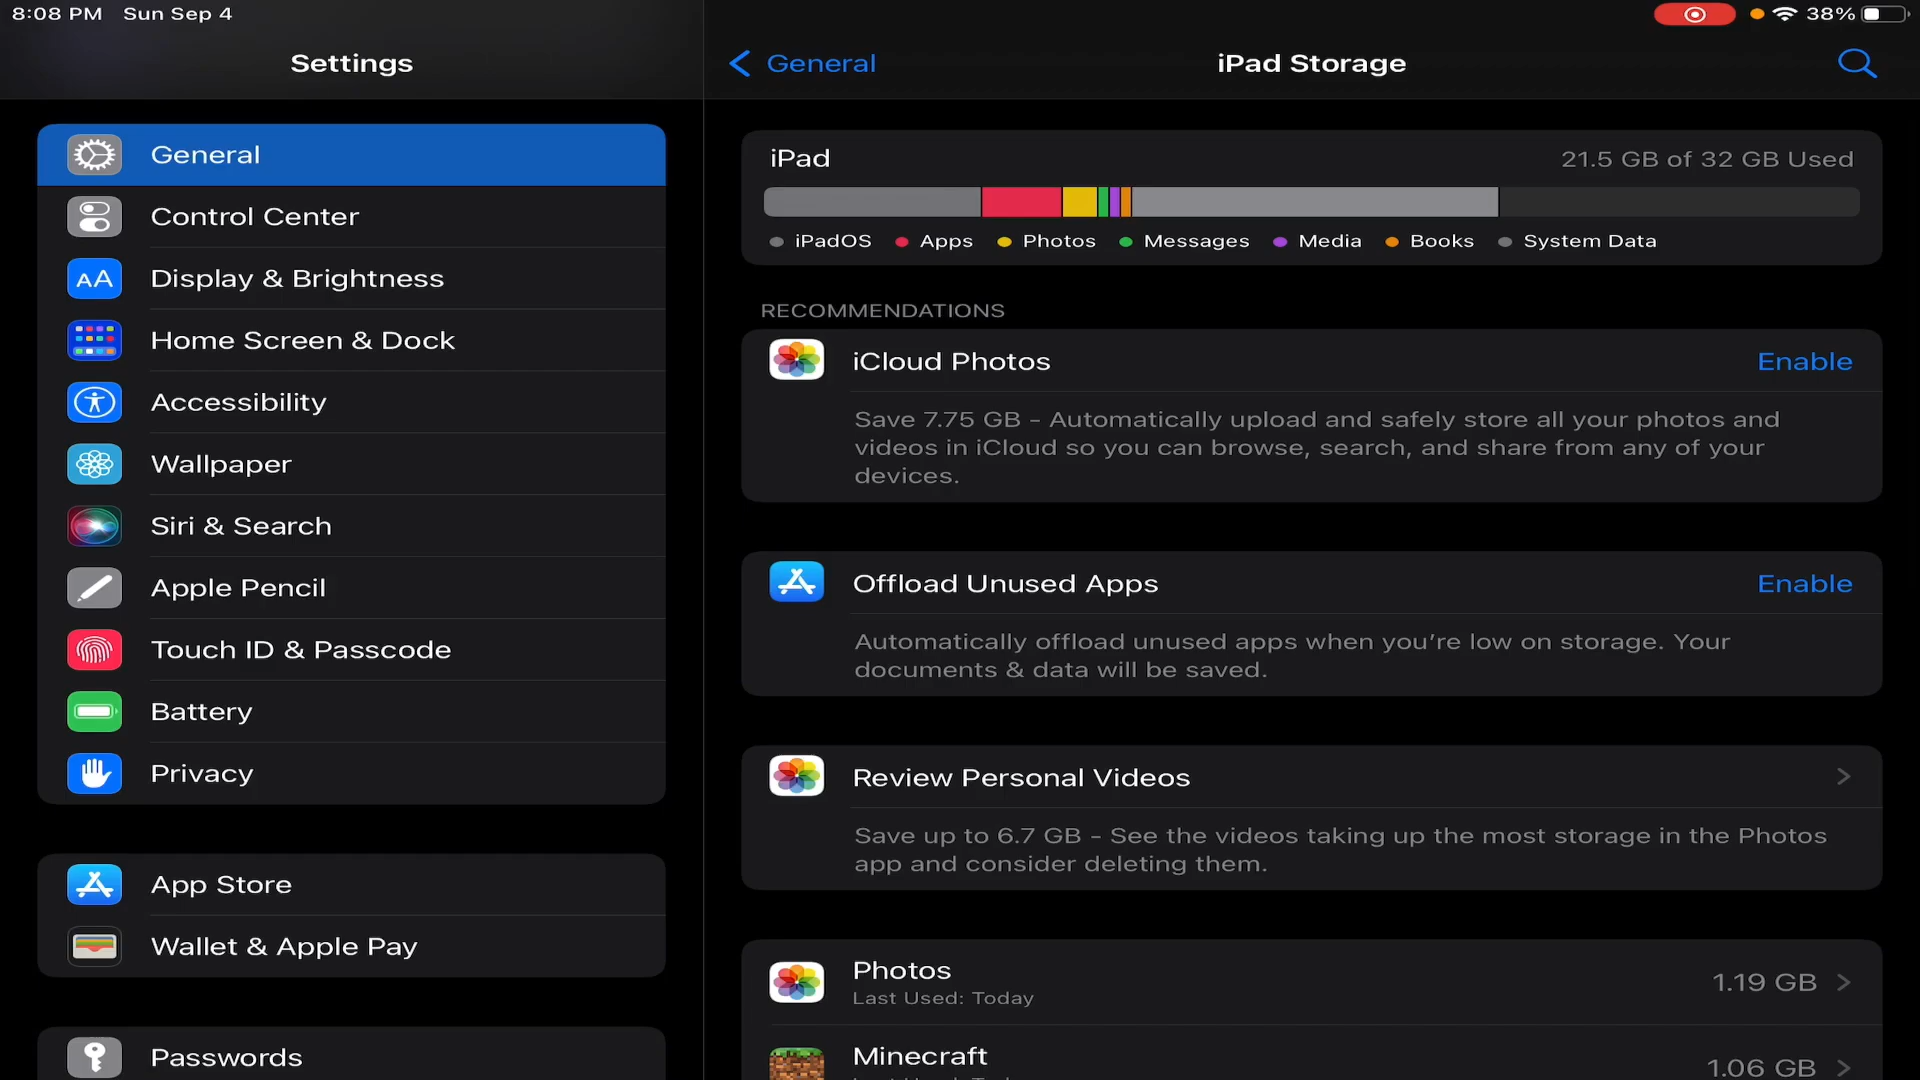 8:08 PM Sun Sep 4
38%
Settings
General
Control Center
AA Display & Brightness
Home Screen & Dock
Accessibility
Wallpaper
Siri & Search
Apple Pencil
Touch ID & Passcode
Battery
Privacy
App Store
Wallet & Apple Pay
Passwords
General
iPad Storage
iPad
21.5 GB of 32 GB Used
iPadOS Apps Photos Messages Media Books System Data
RECOMMENDATIONS
iCloud Photos Enable
Save 7.75 GB – Automatically upload and safely store all your photos and
videos in iCloud so you can browse, search, and share from any of your
devices.
Offload Unused Apps Enable
Automatically offload unused apps when you’re low on storage. Your
documents & data will be saved.
Review Personal Videos
Save up to 6.7 GB – See the videos taking up the most storage in the Photos
app and consider deleting them.
Photos 1.19 GB
Last Used: Today
Minecraft 1.06 GB